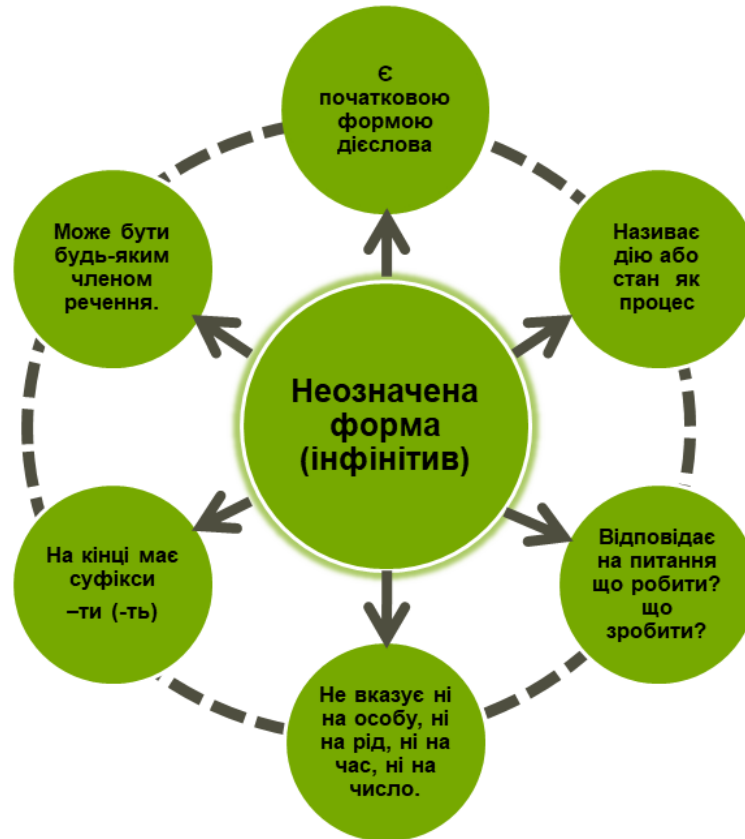 Є
початковою
формою
дієслова
Називає
дію або
стан як
процес
Відповідає
на питання
що робити?
що
зробити?
Не вказує ні
на особу, ні
на рід, ні на
час, ні на
число.
На кінці має
суфікси
–ти (-ть)
Може бути
будь-яким
членом
речення.
Неозначена
форма
(інфінітив)